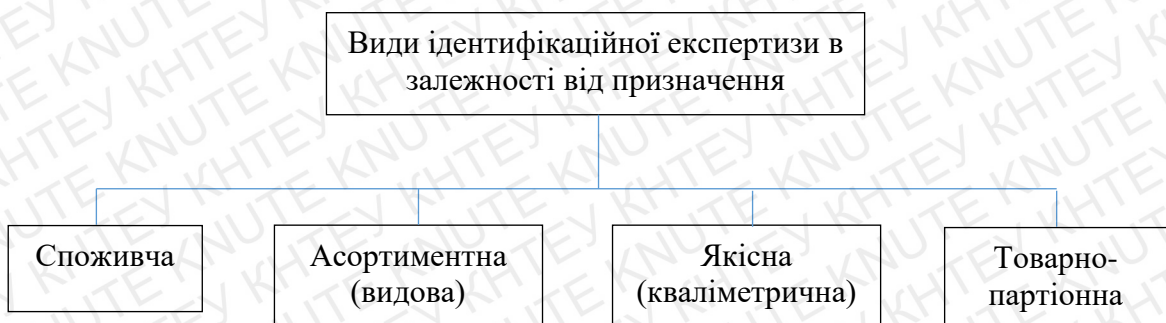 Види ідентифікаційної експертизи в
залежності від призначення
Споживча
Асортиментна
(видова)
Якісна
(кваліметрична)
Товарно-
партіонна